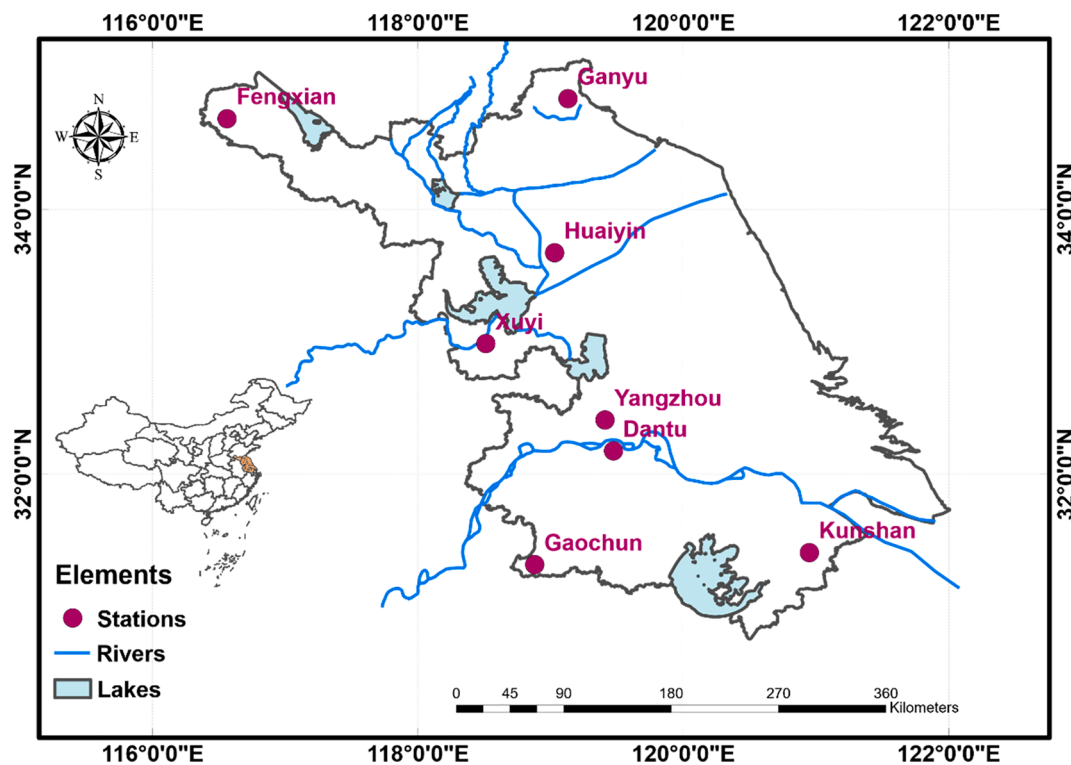 116°0'0"E 118°0'0"E 120°0'0"E 122°0'0"E
Ganyu
Fengxian
N
W E
S
34°0'0"N 34°0'0"N
Huaiyin
Xuyi
Yangzhou
Dantu
32°0'0"N 32°0'0"N
Kunshan
Gaochun
Elements
Stations
Rivers
Lakes
0 45 90 180 270 360
Kilometers
116°0'0"E 118°0'0"E 120°0'0"E 122°0'0"E